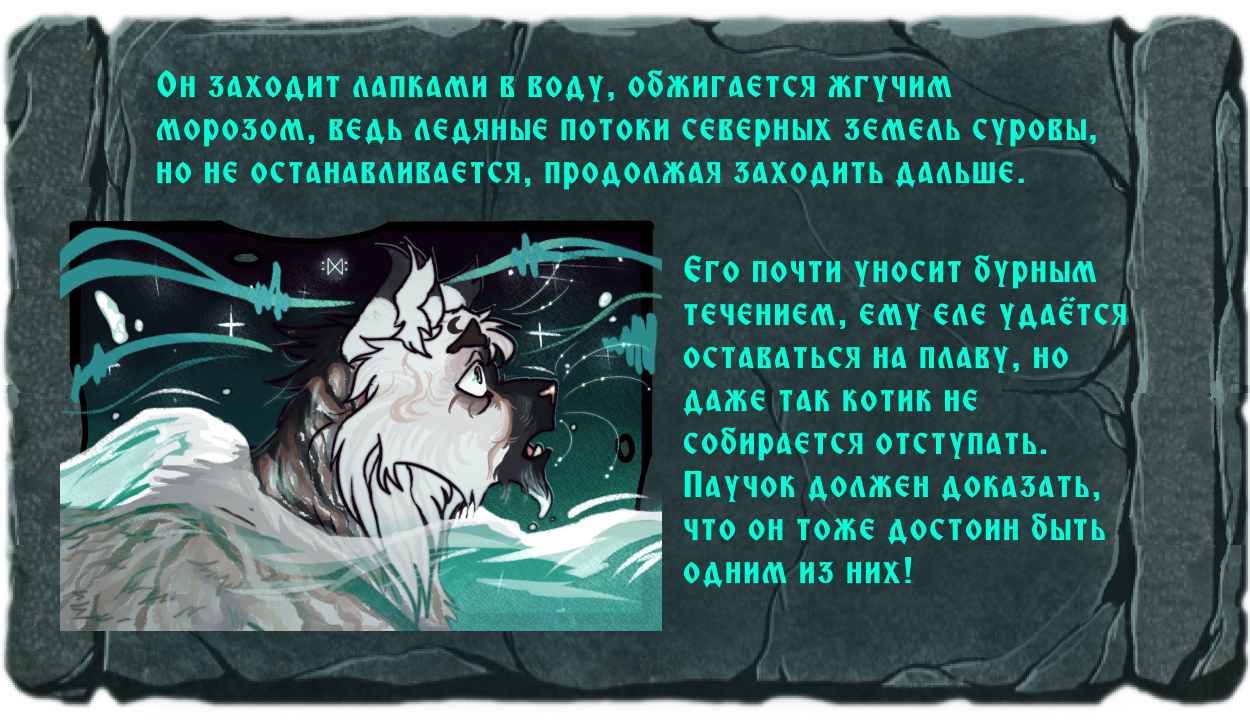 Он заходит лапками в воду, обжигается жгучим
морозом, ведь ледяные потоки северных земель суровы,
но не останавливается, продолжая заходить дальше.
Его почти уносит бурным
течением, ему еле удаётся
оставаться на плаву, но
даже так котик не
собирается отступать.
Паучок должен доказать,
что он тоже достоин быть
одним из них!